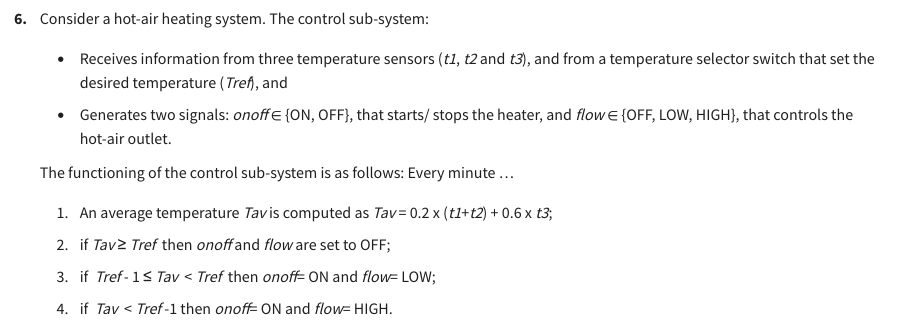 6. Consider a hot-air heating system. The control sub-system:
• Receives information from three temperature sensors (t1, t2 and t3), and from a temperature selector switch that set the
desired temperature (Tref), and
• Generates two signals: onoff ∈ {ON, OFF}, that starts/ stops the heater, and flow ∈ {OFF, LOW, HIGH}, that controls the
hot-air outlet.
The functioning of the control sub-system is as follows: Every minute …
1. An average temperature Tav is computed as Tav = 0.2 x (t1+t2) + 0.6 x t3;
2. if Tav ≥ Tref then onoff and flow are set to OFF;
3. if Tref - 1 ≤ Tav < Tref then onoff= ON and flow= LOW;
4. if Tav < Tref -1 then onoff= ON and flow= HIGH.